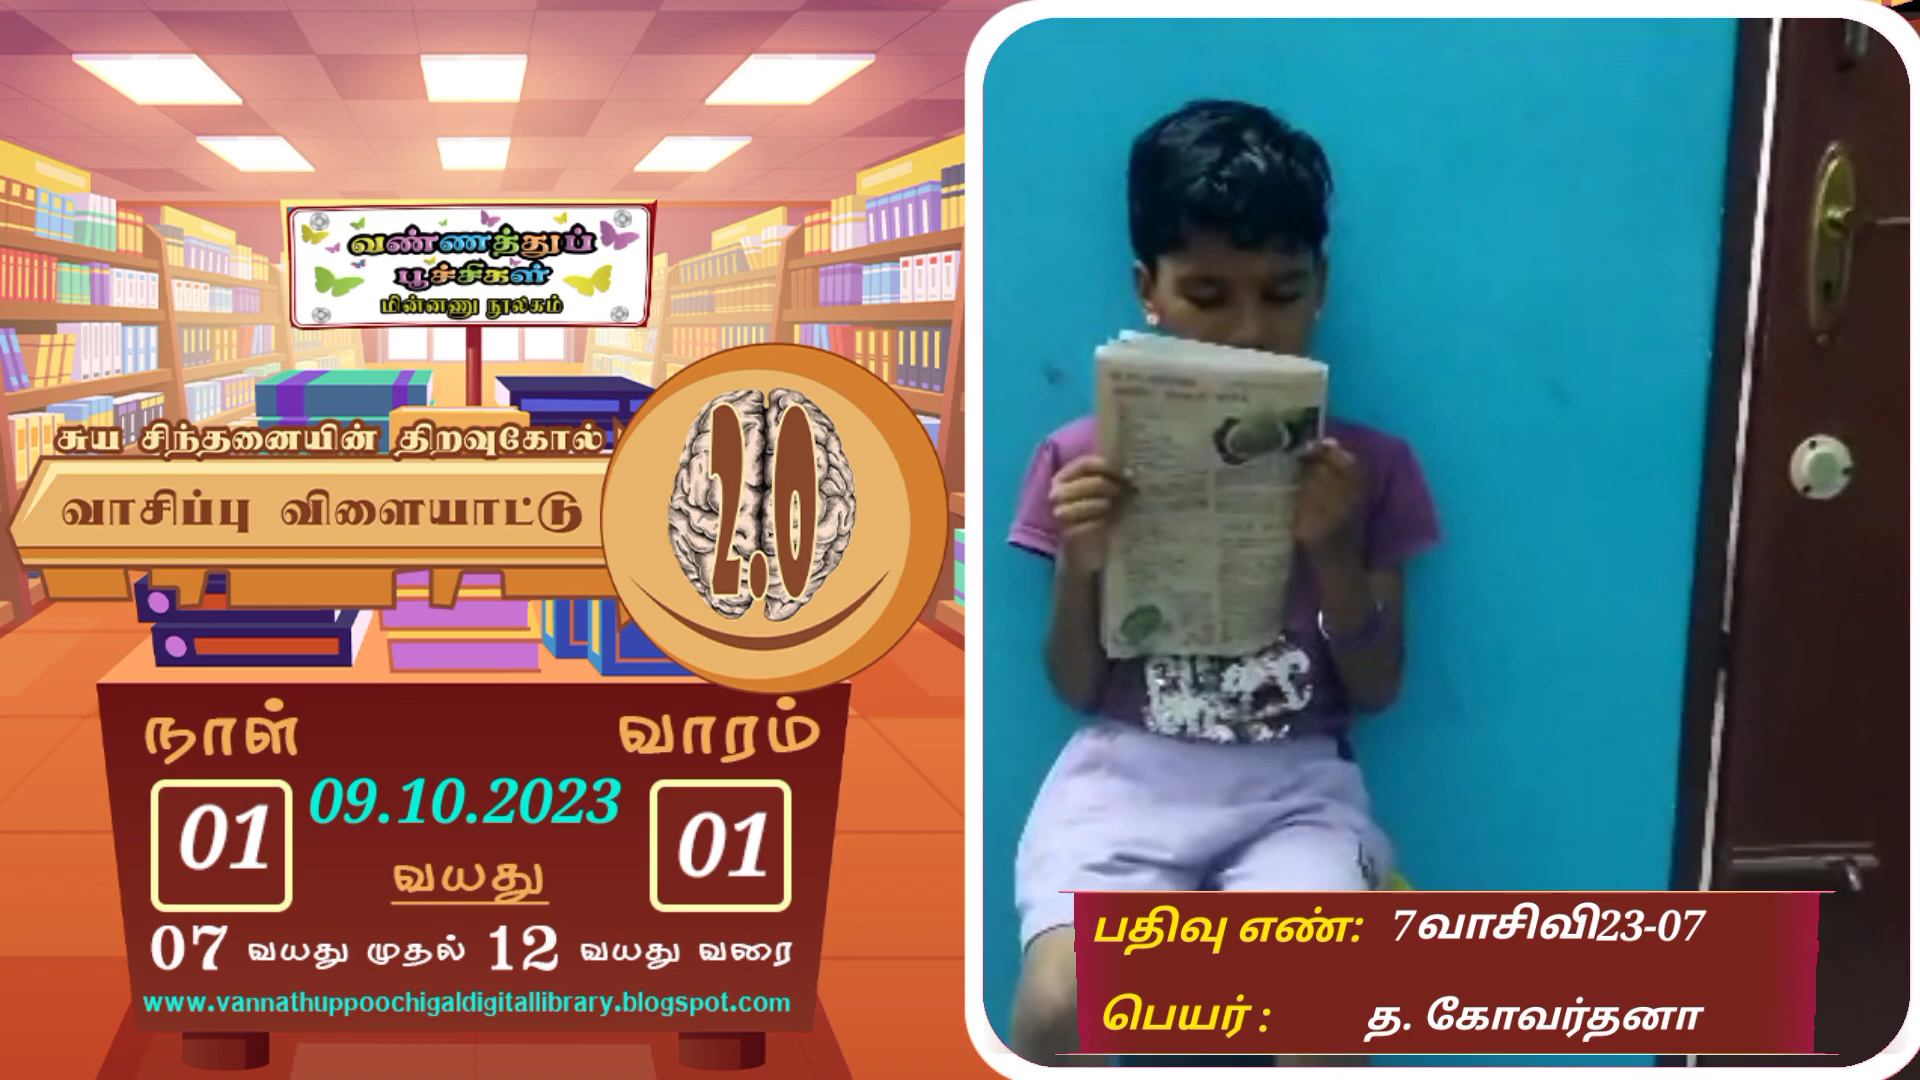 வண்ணத்துப்
பூச்சிகள்
மின்னணு நூலகம்
சுய சிந்தனையின் திறவுகோல்
வாசிப்பு விளையாட்டு
2.0
நாள்
வாரம்
01
09.10.2023
01
வயது
07 வயது முதல் 12 வயது வரை
www.vannathuppoochigaldigitallibrary.blogspot.com
பதிவு எண்: 7வாசிவி23-07
பெயர் : த. கோவர்தனா